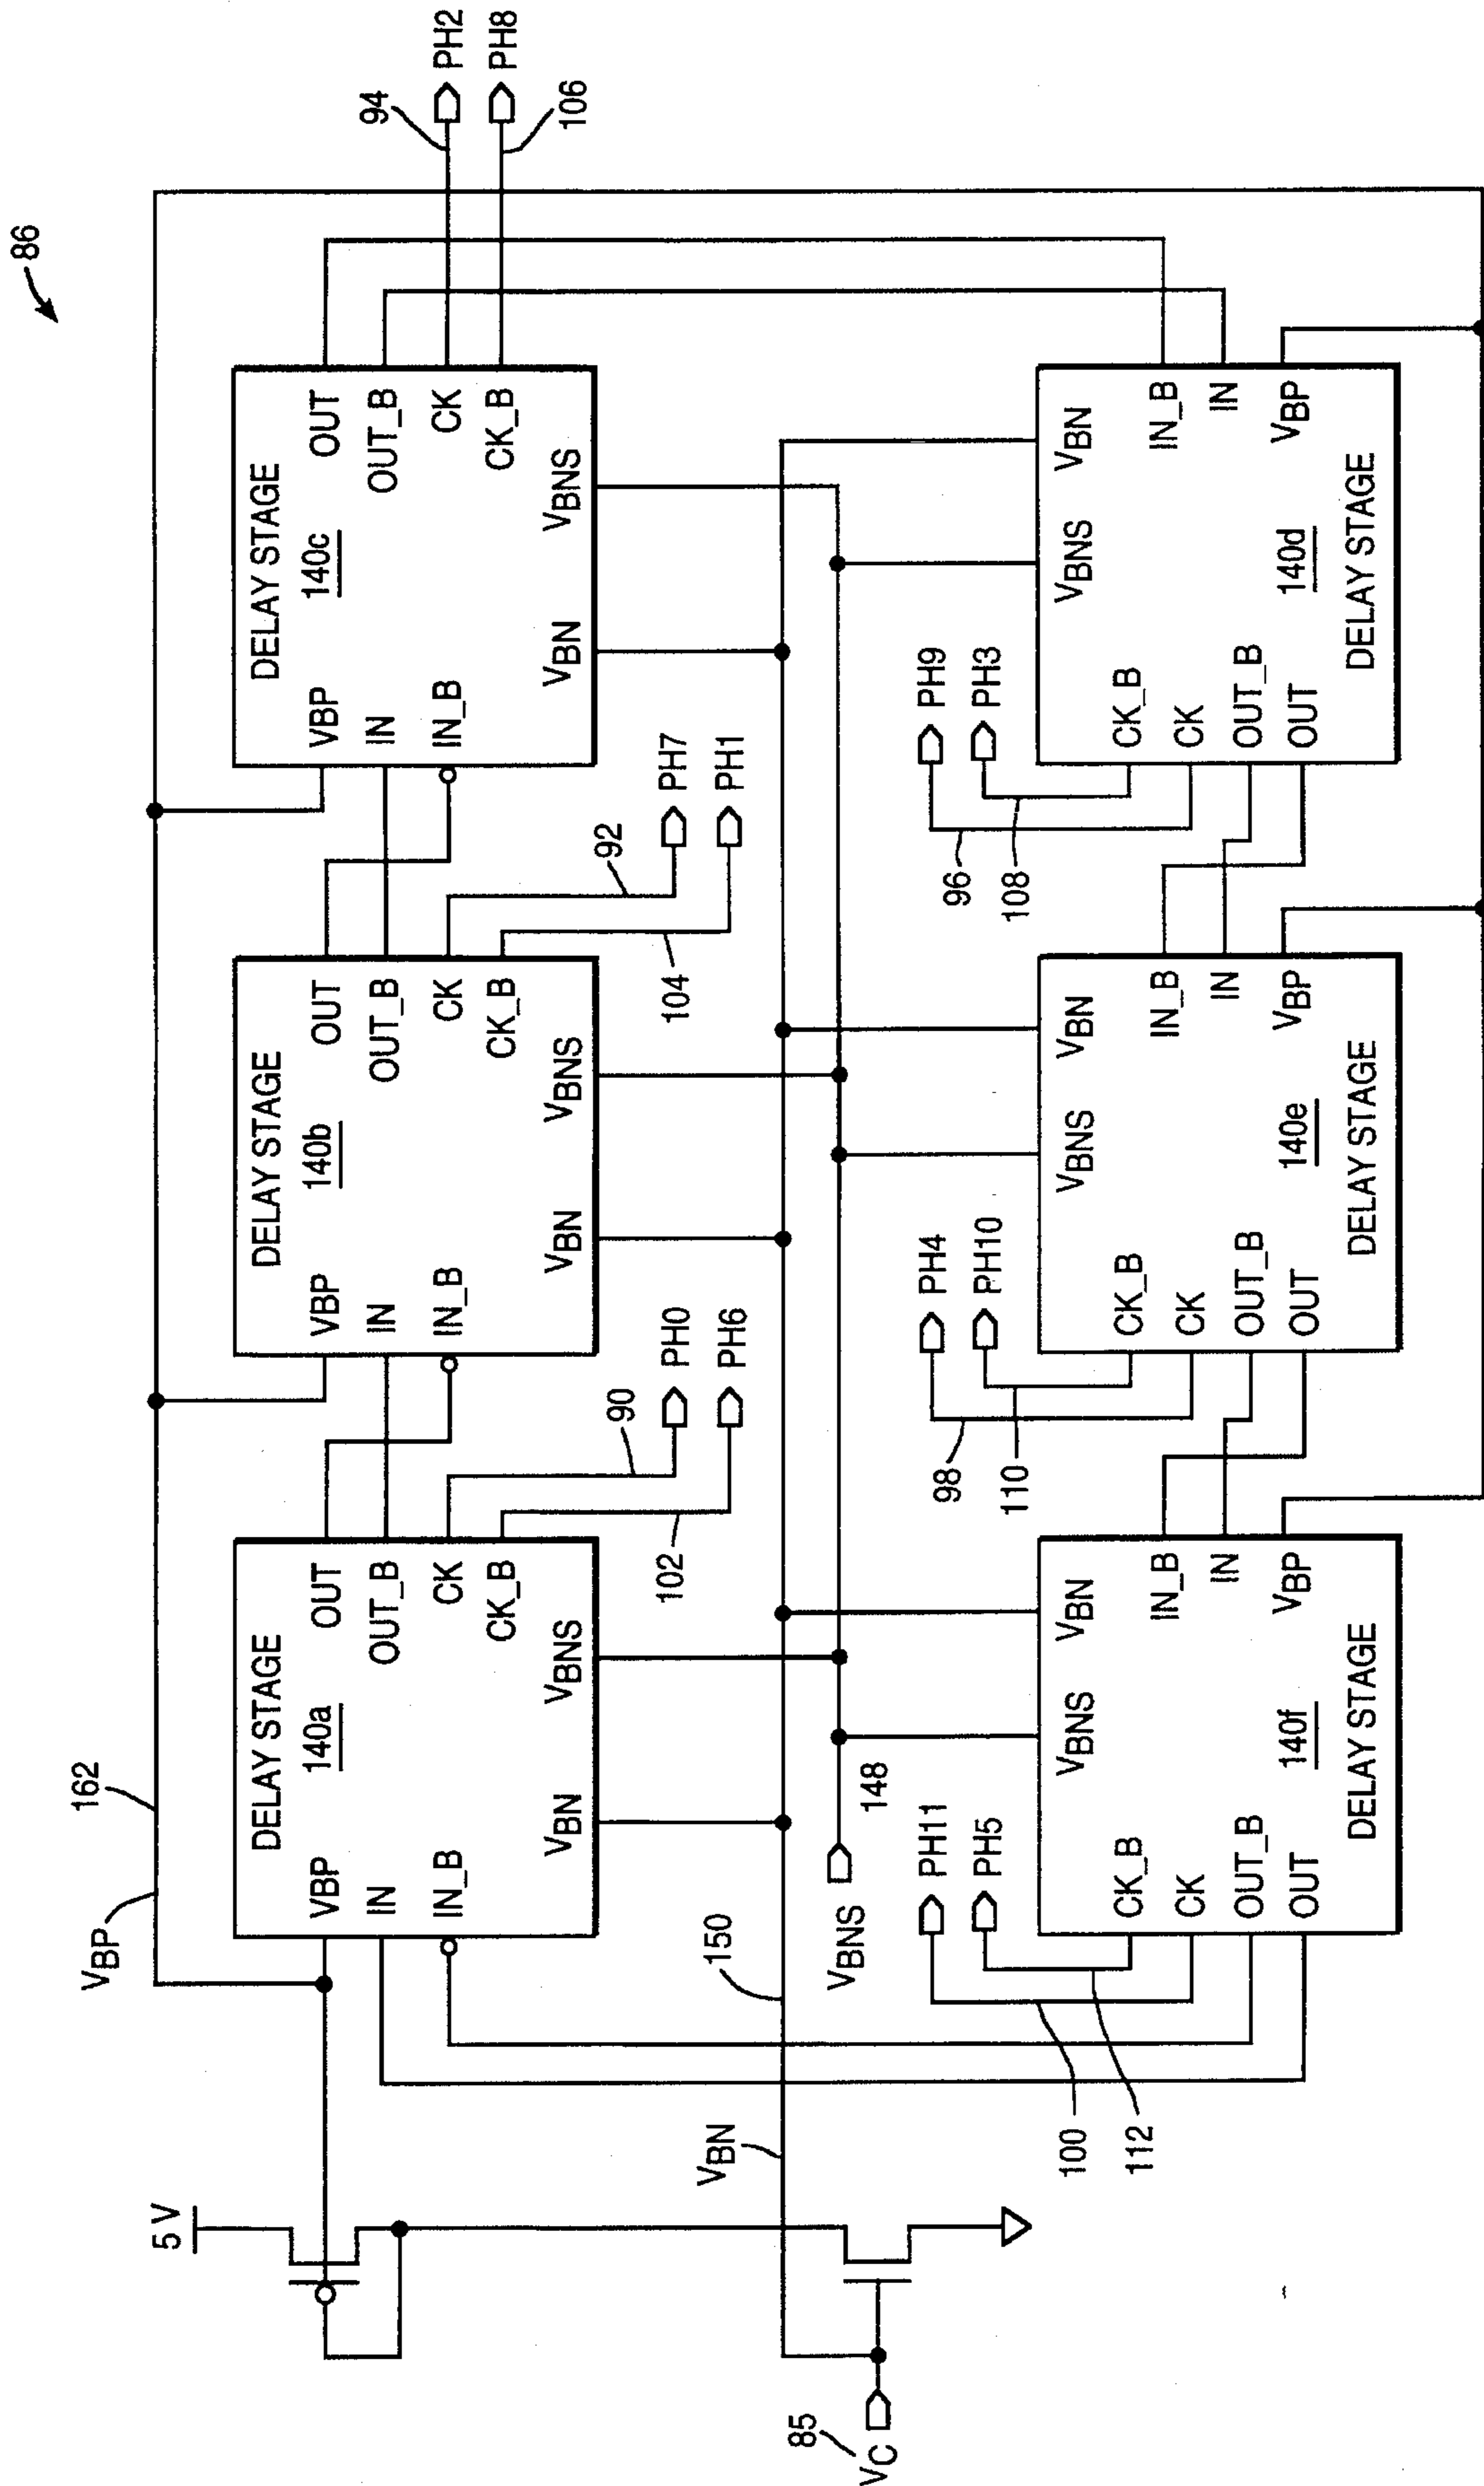 86
162
VBP
5 V
DELAY STAGE
140a
VBP
IN
IN_B
OUT
OUT_B
CK
CK_B
VBN
VBNS
DELAY STAGE
140b
VBP
IN
IN_B
OUT
OUT_B
CK
CK_B
VBN
VBNS
DELAY STAGE
140c
VBP
IN
IN_B
OUT
OUT_B
CK
CK_B
VBN
VBNS
94
PH2
PH8
106
90
PH0
PH6
102
92
PH7
PH1
104
VBN
150
VBNS
148
85
VC
PH11
PH5
100
112
PH4
PH10
98
110
PH9
PH3
96
108
VBNS
VBN
CK_B
CK
OUT_B
OUT
IN_B
IN
VBP
140f
DELAY STAGE
VBNS
VBN
CK_B
CK
OUT_B
OUT
IN_B
IN
VBP
140e
DELAY STAGE
VBNS
VBN
CK_B
CK
OUT_B
OUT
IN_B
IN
VBP
140d
DELAY STAGE